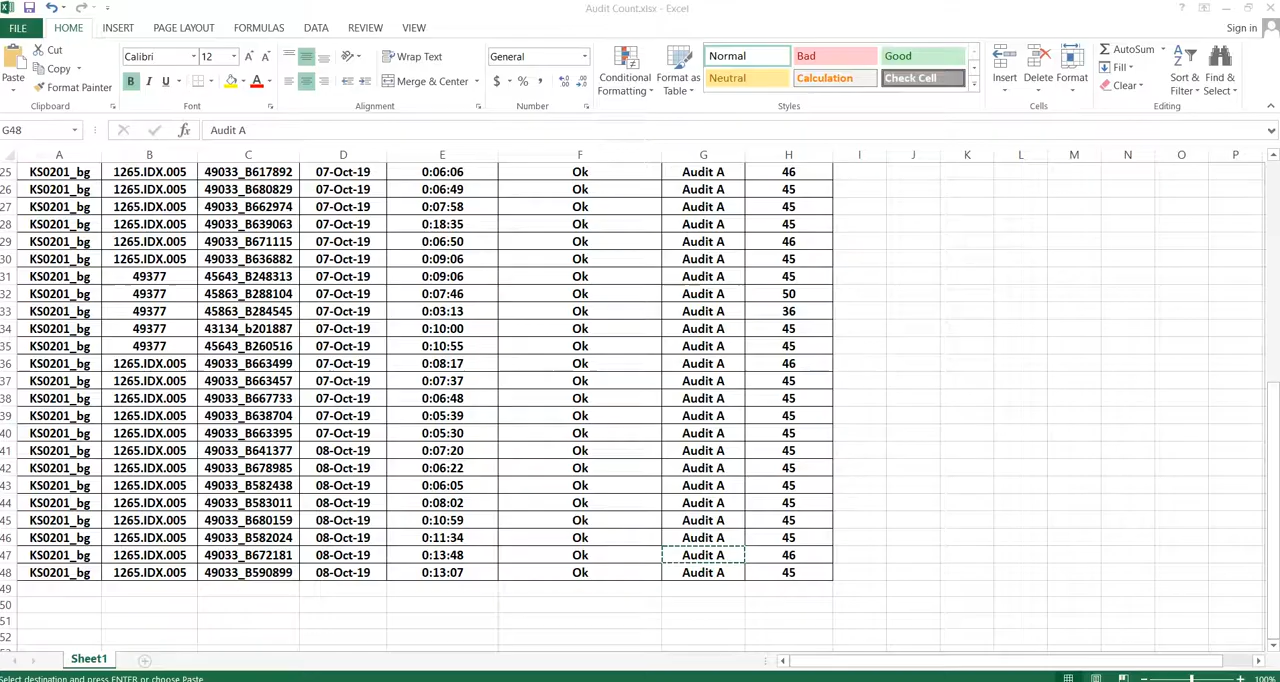 Audit Count.xlsx - Excel
Sign in
FILE HOME INSERT PAGE LAYOUT FORMULAS DATA REVIEW VIEW
Paste
Cut
Copy
Format Painter
Clipboard
Calibri 12
B I U
Font
Wrap Text
Merge & Center
Alignment
General
$ % ,
Number
Conditional Formatting
Format as Table
Normal Bad Good
Neutral Calculation Check Cell
Styles
Insert Delete Format
Cells
AutoSum
Fill
Clear
Sort & Filter
Find & Select
Editing
G48 fx Audit A
A B C D E F G H I J K L M N O P
25 KS0201_bg 1265.IDX.005 49033_B617892 07-Oct-19 0:06:06 Ok Audit A 46
26 KS0201_bg 1265.IDX.005 49033_B680829 07-Oct-19 0:06:49 Ok Audit A 45
27 KS0201_bg 1265.IDX.005 49033_B662974 07-Oct-19 0:07:58 Ok Audit A 45
28 KS0201_bg 1265.IDX.005 49033_B639063 07-Oct-19 0:18:35 Ok Audit A 45
29 KS0201_bg 1265.IDX.005 49033_B671115 07-Oct-19 0:06:50 Ok Audit A 46
30 KS0201_bg 1265.IDX.005 49033_B636882 07-Oct-19 0:09:06 Ok Audit A 45
31 KS0201_bg 49377 45643_B248313 07-Oct-19 0:09:06 Ok Audit A 45
32 KS0201_bg 49377 45863_B288104 07-Oct-19 0:07:46 Ok Audit A 50
33 KS0201_bg 49377 45863_B284545 07-Oct-19 0:03:13 Ok Audit A 36
34 KS0201_bg 49377 43134_b201887 07-Oct-19 0:10:00 Ok Audit A 45
35 KS0201_bg 49377 45643_B260516 07-Oct-19 0:10:55 Ok Audit A 45
36 KS0201_bg 1265.IDX.005 49033_B663499 07-Oct-19 0:08:17 Ok Audit A 46
37 KS0201_bg 1265.IDX.005 49033_B663457 07-Oct-19 0:07:37 Ok Audit A 45
38 KS0201_bg 1265.IDX.005 49033_B667733 07-Oct-19 0:06:48 Ok Audit A 45
39 KS0201_bg 1265.IDX.005 49033_B638704 07-Oct-19 0:05:39 Ok Audit A 45
40 KS0201_bg 1265.IDX.005 49033_B663395 07-Oct-19 0:05:30 Ok Audit A 45
41 KS0201_bg 1265.IDX.005 49033_B641377 08-Oct-19 0:07:20 Ok Audit A 45
42 KS0201_bg 1265.IDX.005 49033_B678985 08-Oct-19 0:06:22 Ok Audit A 45
43 KS0201_bg 1265.IDX.005 49033_B582438 08-Oct-19 0:06:05 Ok Audit A 45
44 KS0201_bg 1265.IDX.005 49033_B583011 08-Oct-19 0:08:02 Ok Audit A 45
45 KS0201_bg 1265.IDX.005 49033_B680159 08-Oct-19 0:10:59 Ok Audit A 45
46 KS0201_bg 1265.IDX.005 49033_B582024 08-Oct-19 0:11:34 Ok Audit A 45
47 KS0201_bg 1265.IDX.005 49033_B672181 08-Oct-19 0:13:48 Ok Audit A 46
48 KS0201_bg 1265.IDX.005 49033_B590899 08-Oct-19 0:13:07 Ok Audit A 45
49
50
51
52
Sheet1
Select destination and press ENTER or choose Paste
100%